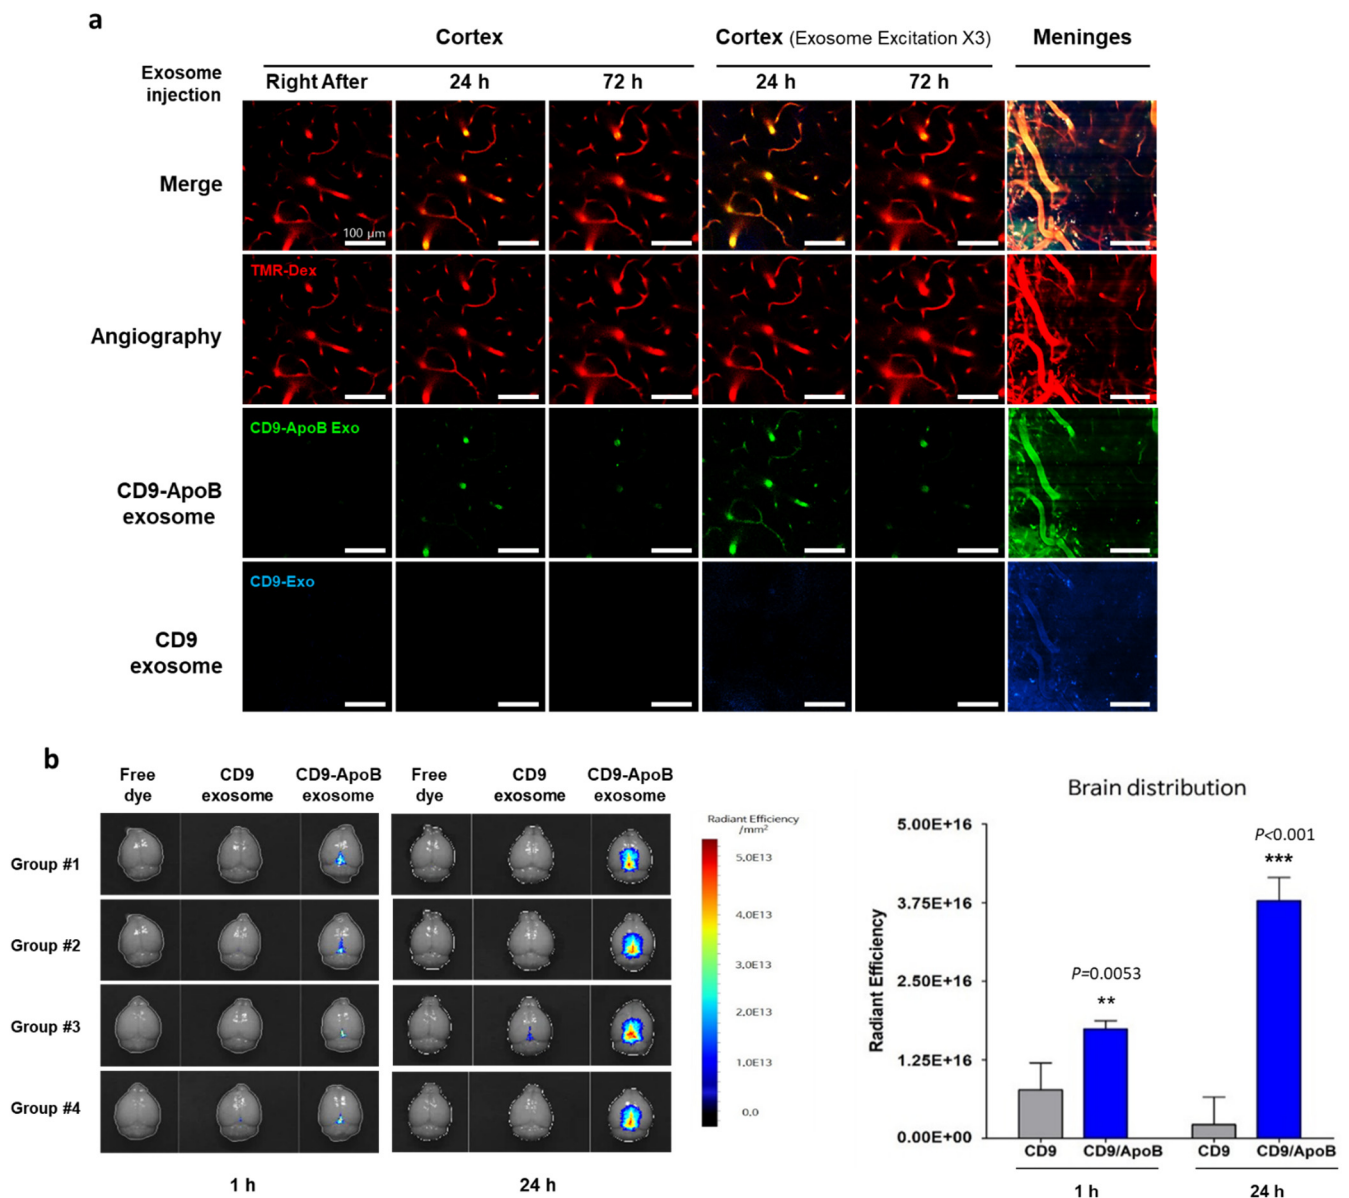 a
Cortex
Cortex (Exosome Excitation X3)
Meninges
Exosome
injection
Right After
24 h
72 h
24 h
72 h
Merge
100 μm
TMR-Dex
Angiography
CD9-ApoB Exo
CD9-ApoB
exosome
CD9-Exo
CD9
exosome
b
Free
dye
CD9
exosome
CD9-ApoB
exosome
Free
dye
CD9
exosome
CD9-ApoB
exosome
Group #1
Group #2
Group #3
Group #4
1 h
24 h
Radiant Efficiency
/mm²
5,0E13
4,0E13
3,0E13
2,0E13
1,0E13
0,0
Brain distribution
Radiant Efficiency
5.00E+16
3.75E+16
2.50E+16
1.25E+16
0.00E+00
P=0.0053
**
P<0.001
***
CD9
CD9/ApoB
CD9
CD9/ApoB
1 h
24 h